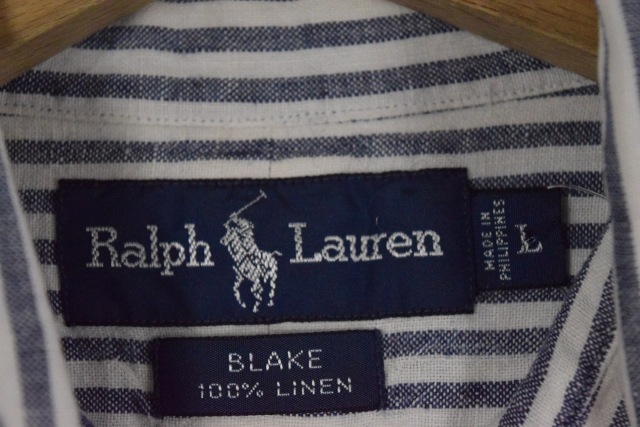 Ralph Lauren
MADE IN
PHILIPPINES
L
BLAKE
100% LINEN